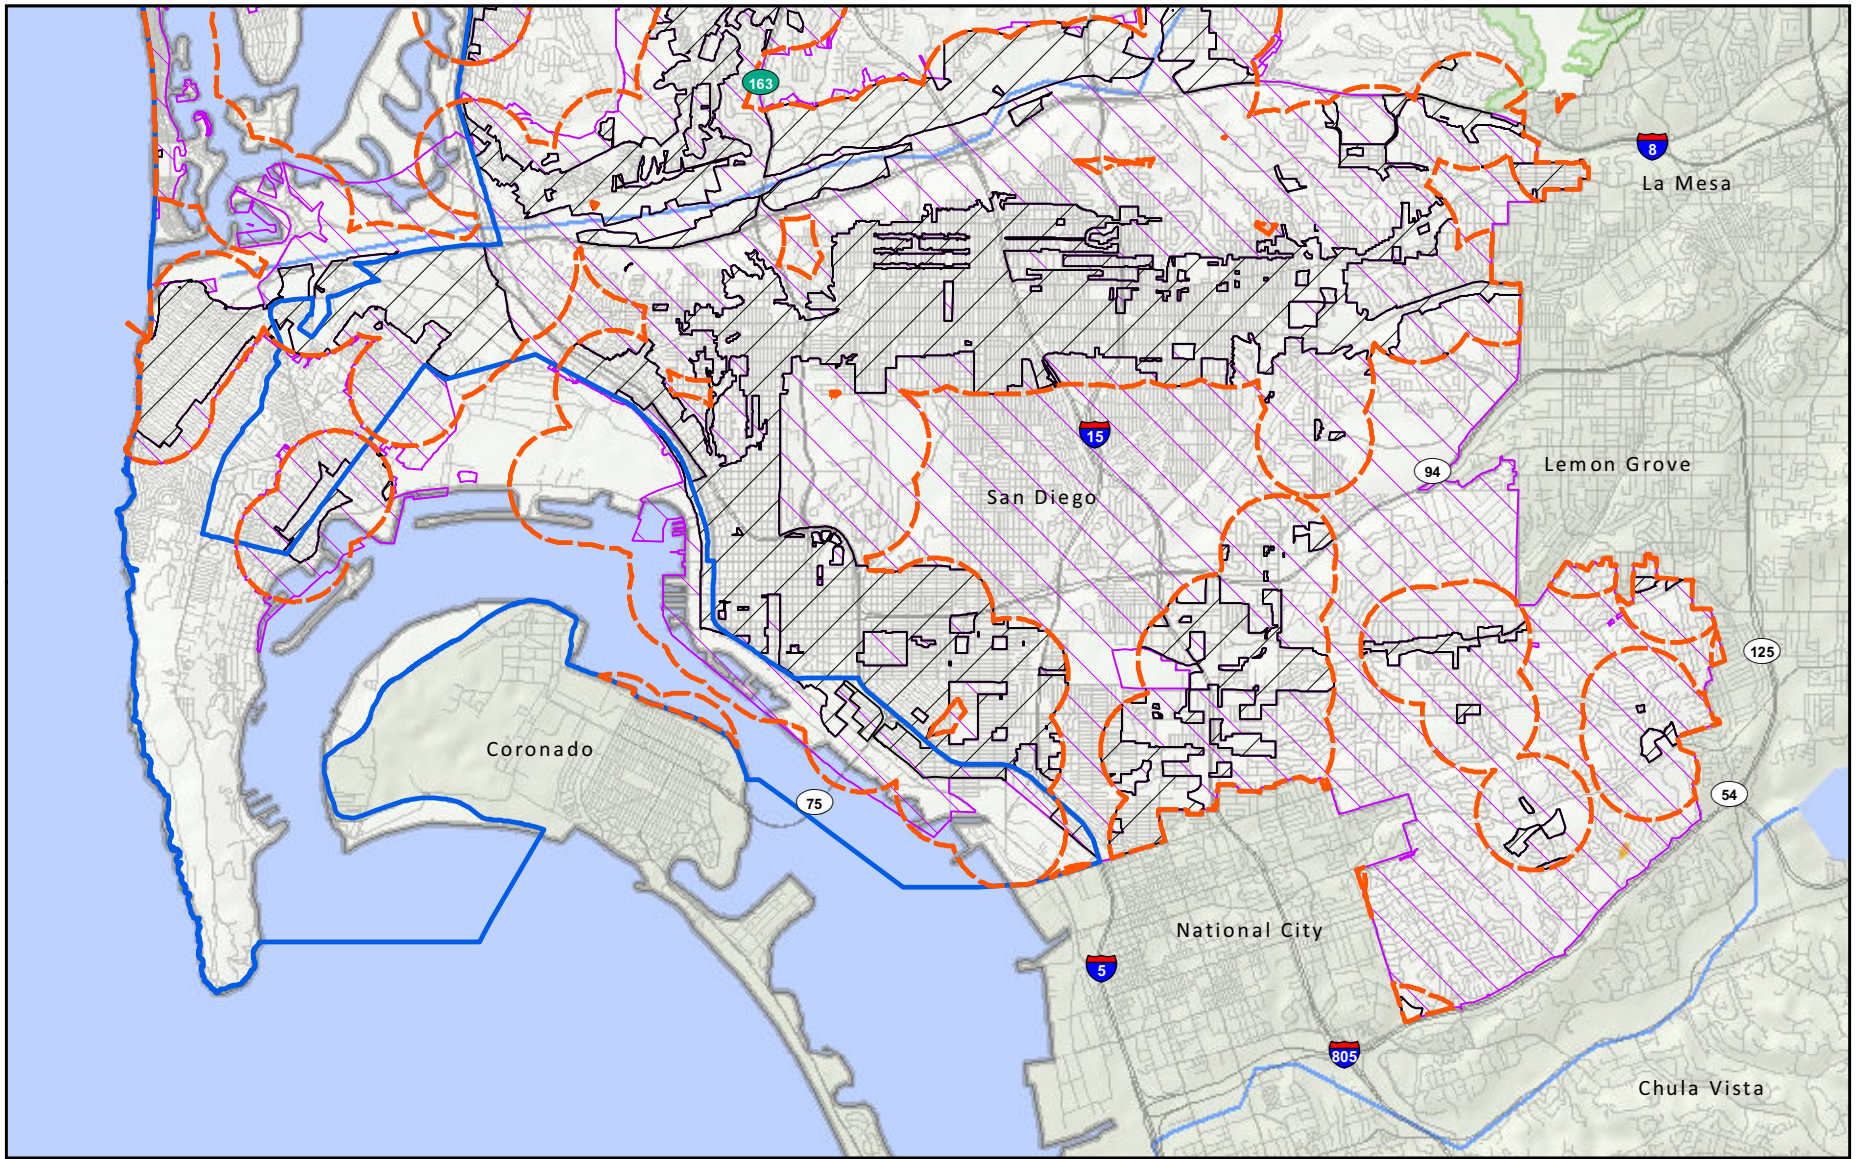 163
8
La Mesa
15
94
Lemon Grove
San Diego
125
Coronado
75
54
National City
5
805
Chula Vista